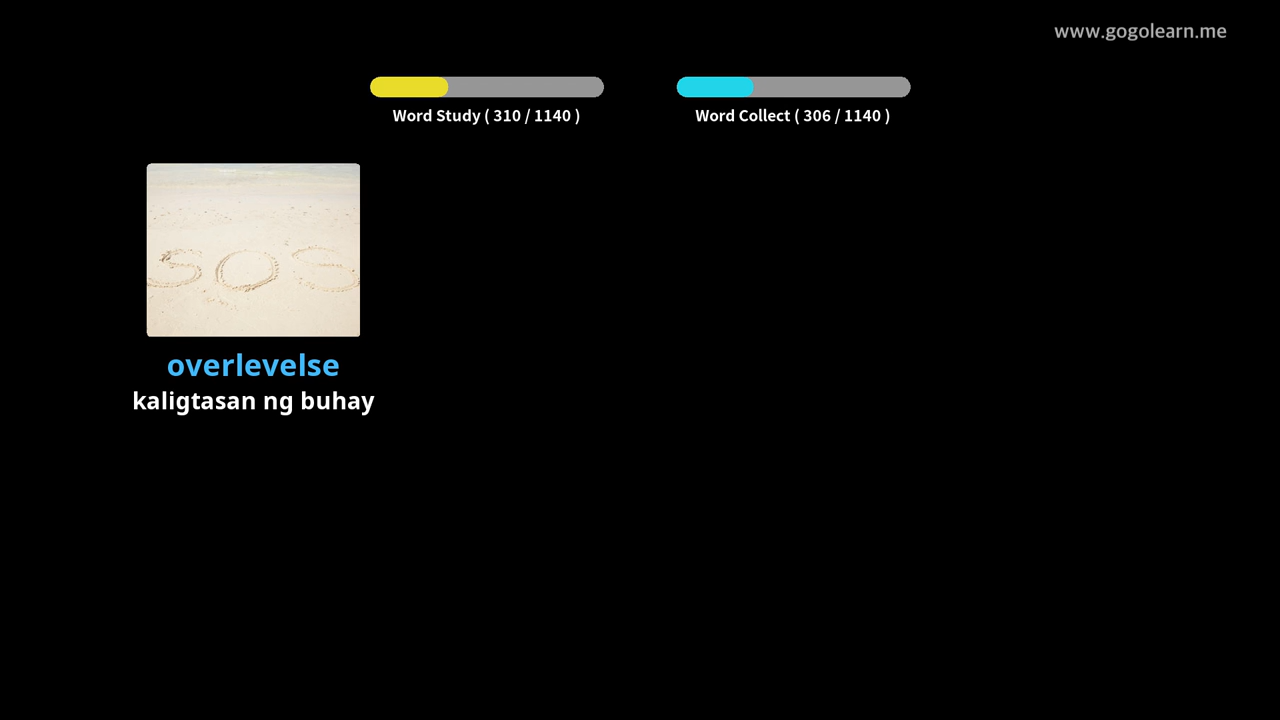 www.gogolearn.me
Word Study ( 310 / 1140 )
Word Collect ( 306 / 1140 )
SOS
overlevelse
kaligtasan ng buhay